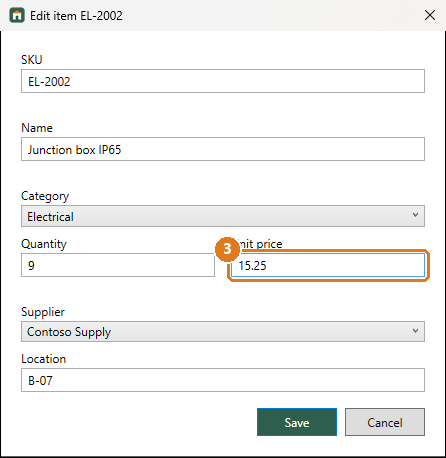 Edit item EL-2002
SKU
EL-2002
Name
Junction box IP65
Category
Electrical
Quantity
3
nit price
9
15.25
Supplier
Contoso Supply
Location
B-07
Save
Cancel